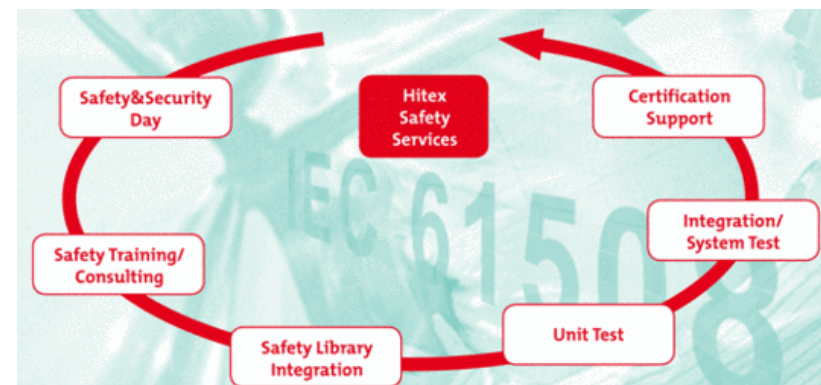 Safety&Security
Day
Hitex
Safety
Services
Certification
Support
IEC 61508
Integration/
System Test
Safety Training/
Consulting
Unit Test
Safety Library
Integration